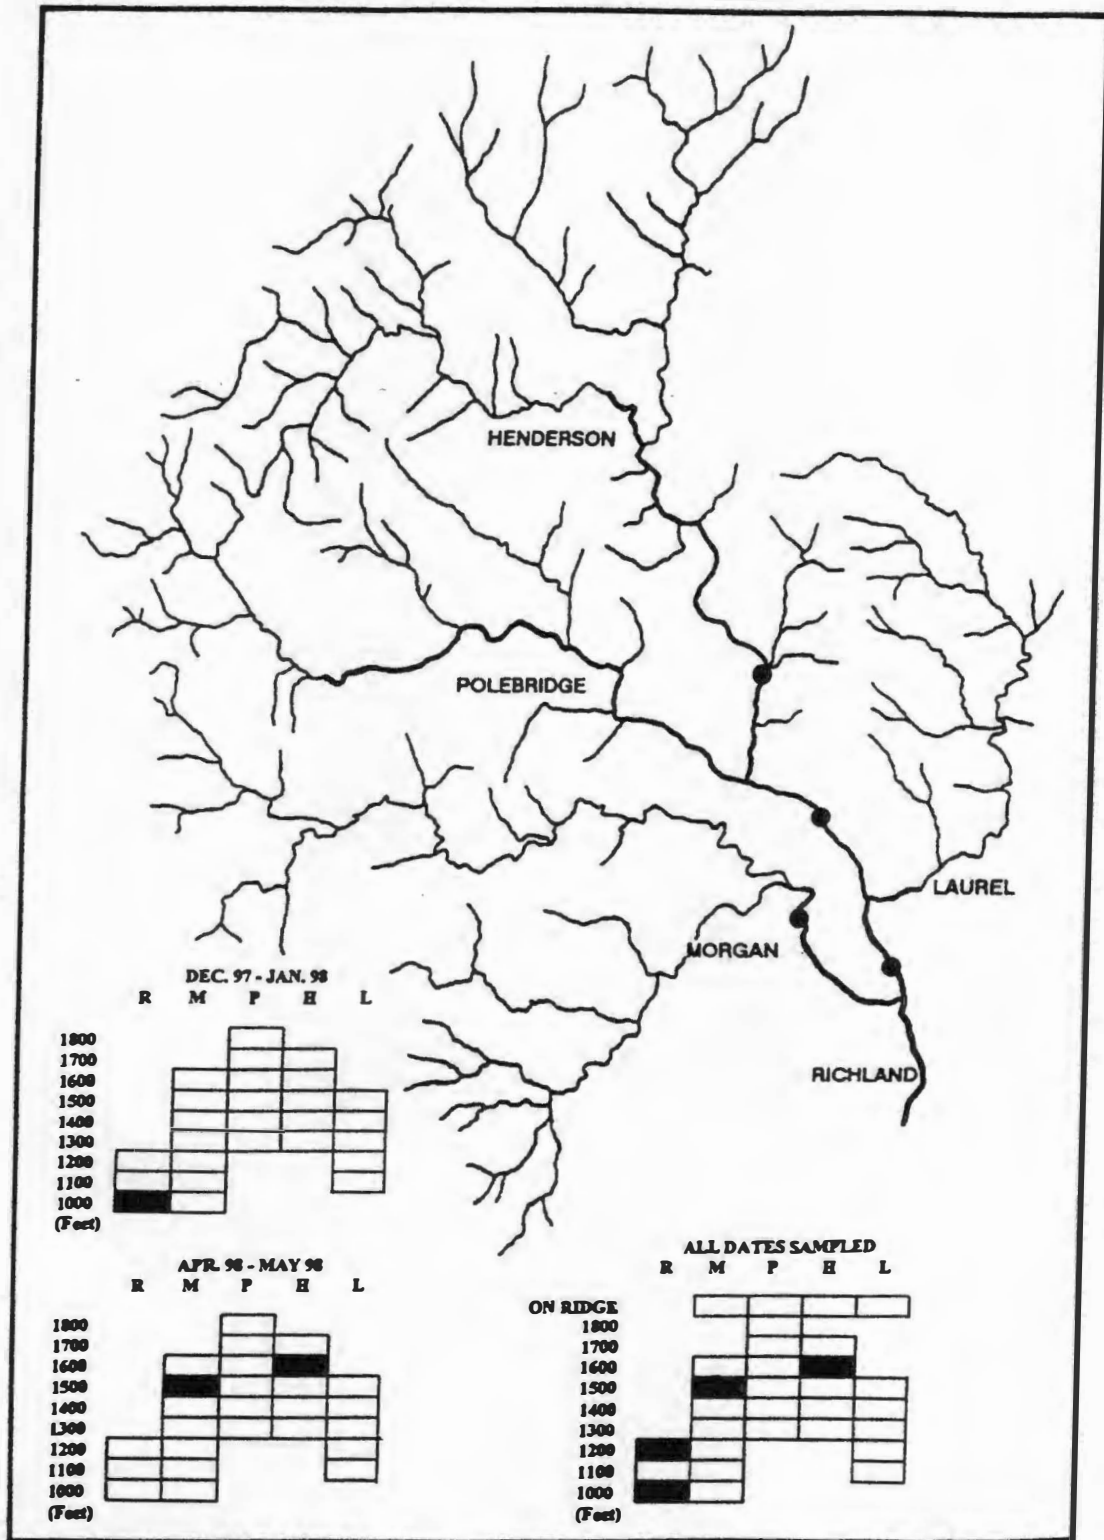 HENDERSON
POLEBRIDGE
LAUREL
MORGAN
RICHLAND
DEC. 97 - JAN. 98
R M P H L
1800
1700
1600
1500
1400
1300
1200
1100
1000
(Feet)
APR. 98 - MAY 98
R M P H L
1800
1700
1600
1500
1400
1300
1200
1100
1000
(Feet)
ALL DATES SAMPLED
R M P H L
ON RIDGE
1800
1700
1600
1500
1400
1300
1200
1100
1000
(Feet)